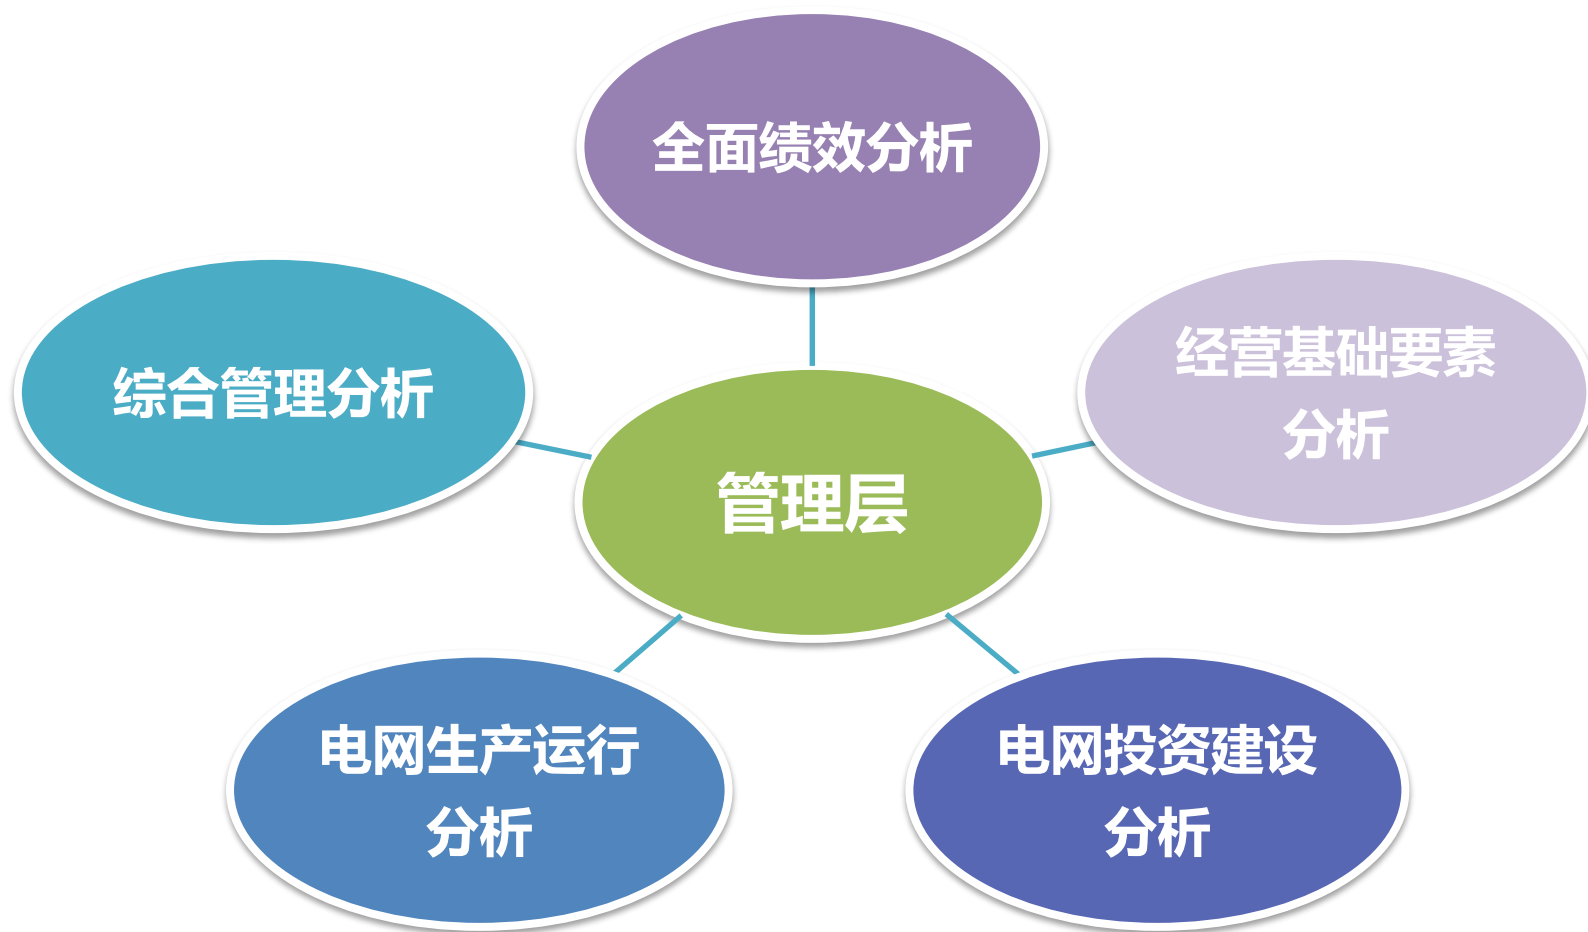 全面绩效分析
综合管理分析
经营基础要素
分析
管理层
电网生产运行
分析
电网投资建设
分析